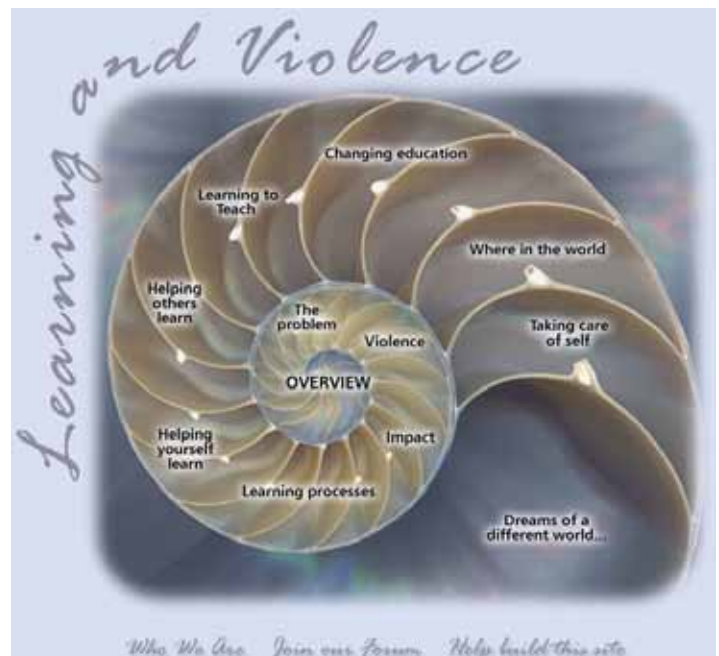 Learning and Violence
Changing education
Learning to
Teach
Where in the world
Helping
others
learn
The
problem
Violence
Taking care
of self
OVERVIEW
Helping
yourself
learn
Impact
Learning processes
Dreams of a
different world...
Who We Are Join our Forum Help build this site